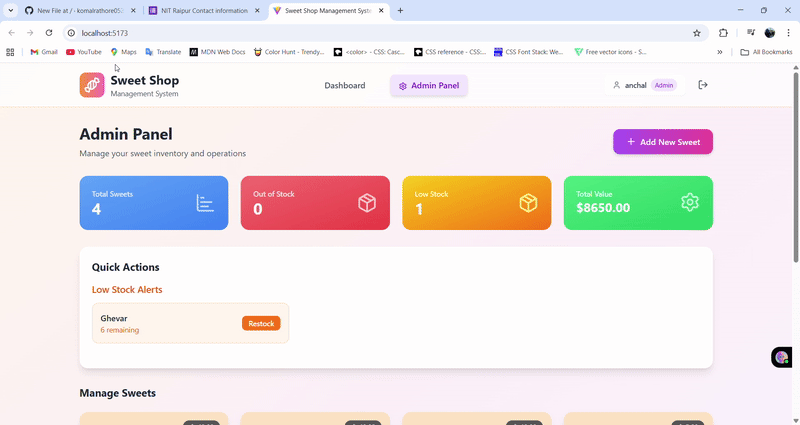 New File at / · komalrathore05
NIT Raipur Contact information
Sweet Shop Management Syste
localhost:5173
Gmail
YouTube
Maps
Translate
MDN Web Docs
Color Hunt - Trendy...
<color> - CSS: Casc...
CSS reference - CSS:...
CSS Font Stack: We...
Free vector icons - S...
All Bookmarks
Sweet Shop
Management System
Dashboard
Admin Panel
anchal
Admin
Admin Panel
Manage your sweet inventory and operations
+ Add New Sweet
Total Sweets
4
Out of Stock
0
Low Stock
1
Total Value
$8650.00
Quick Actions
Low Stock Alerts
Ghevar
6 remaining
Restock
Manage Sweets